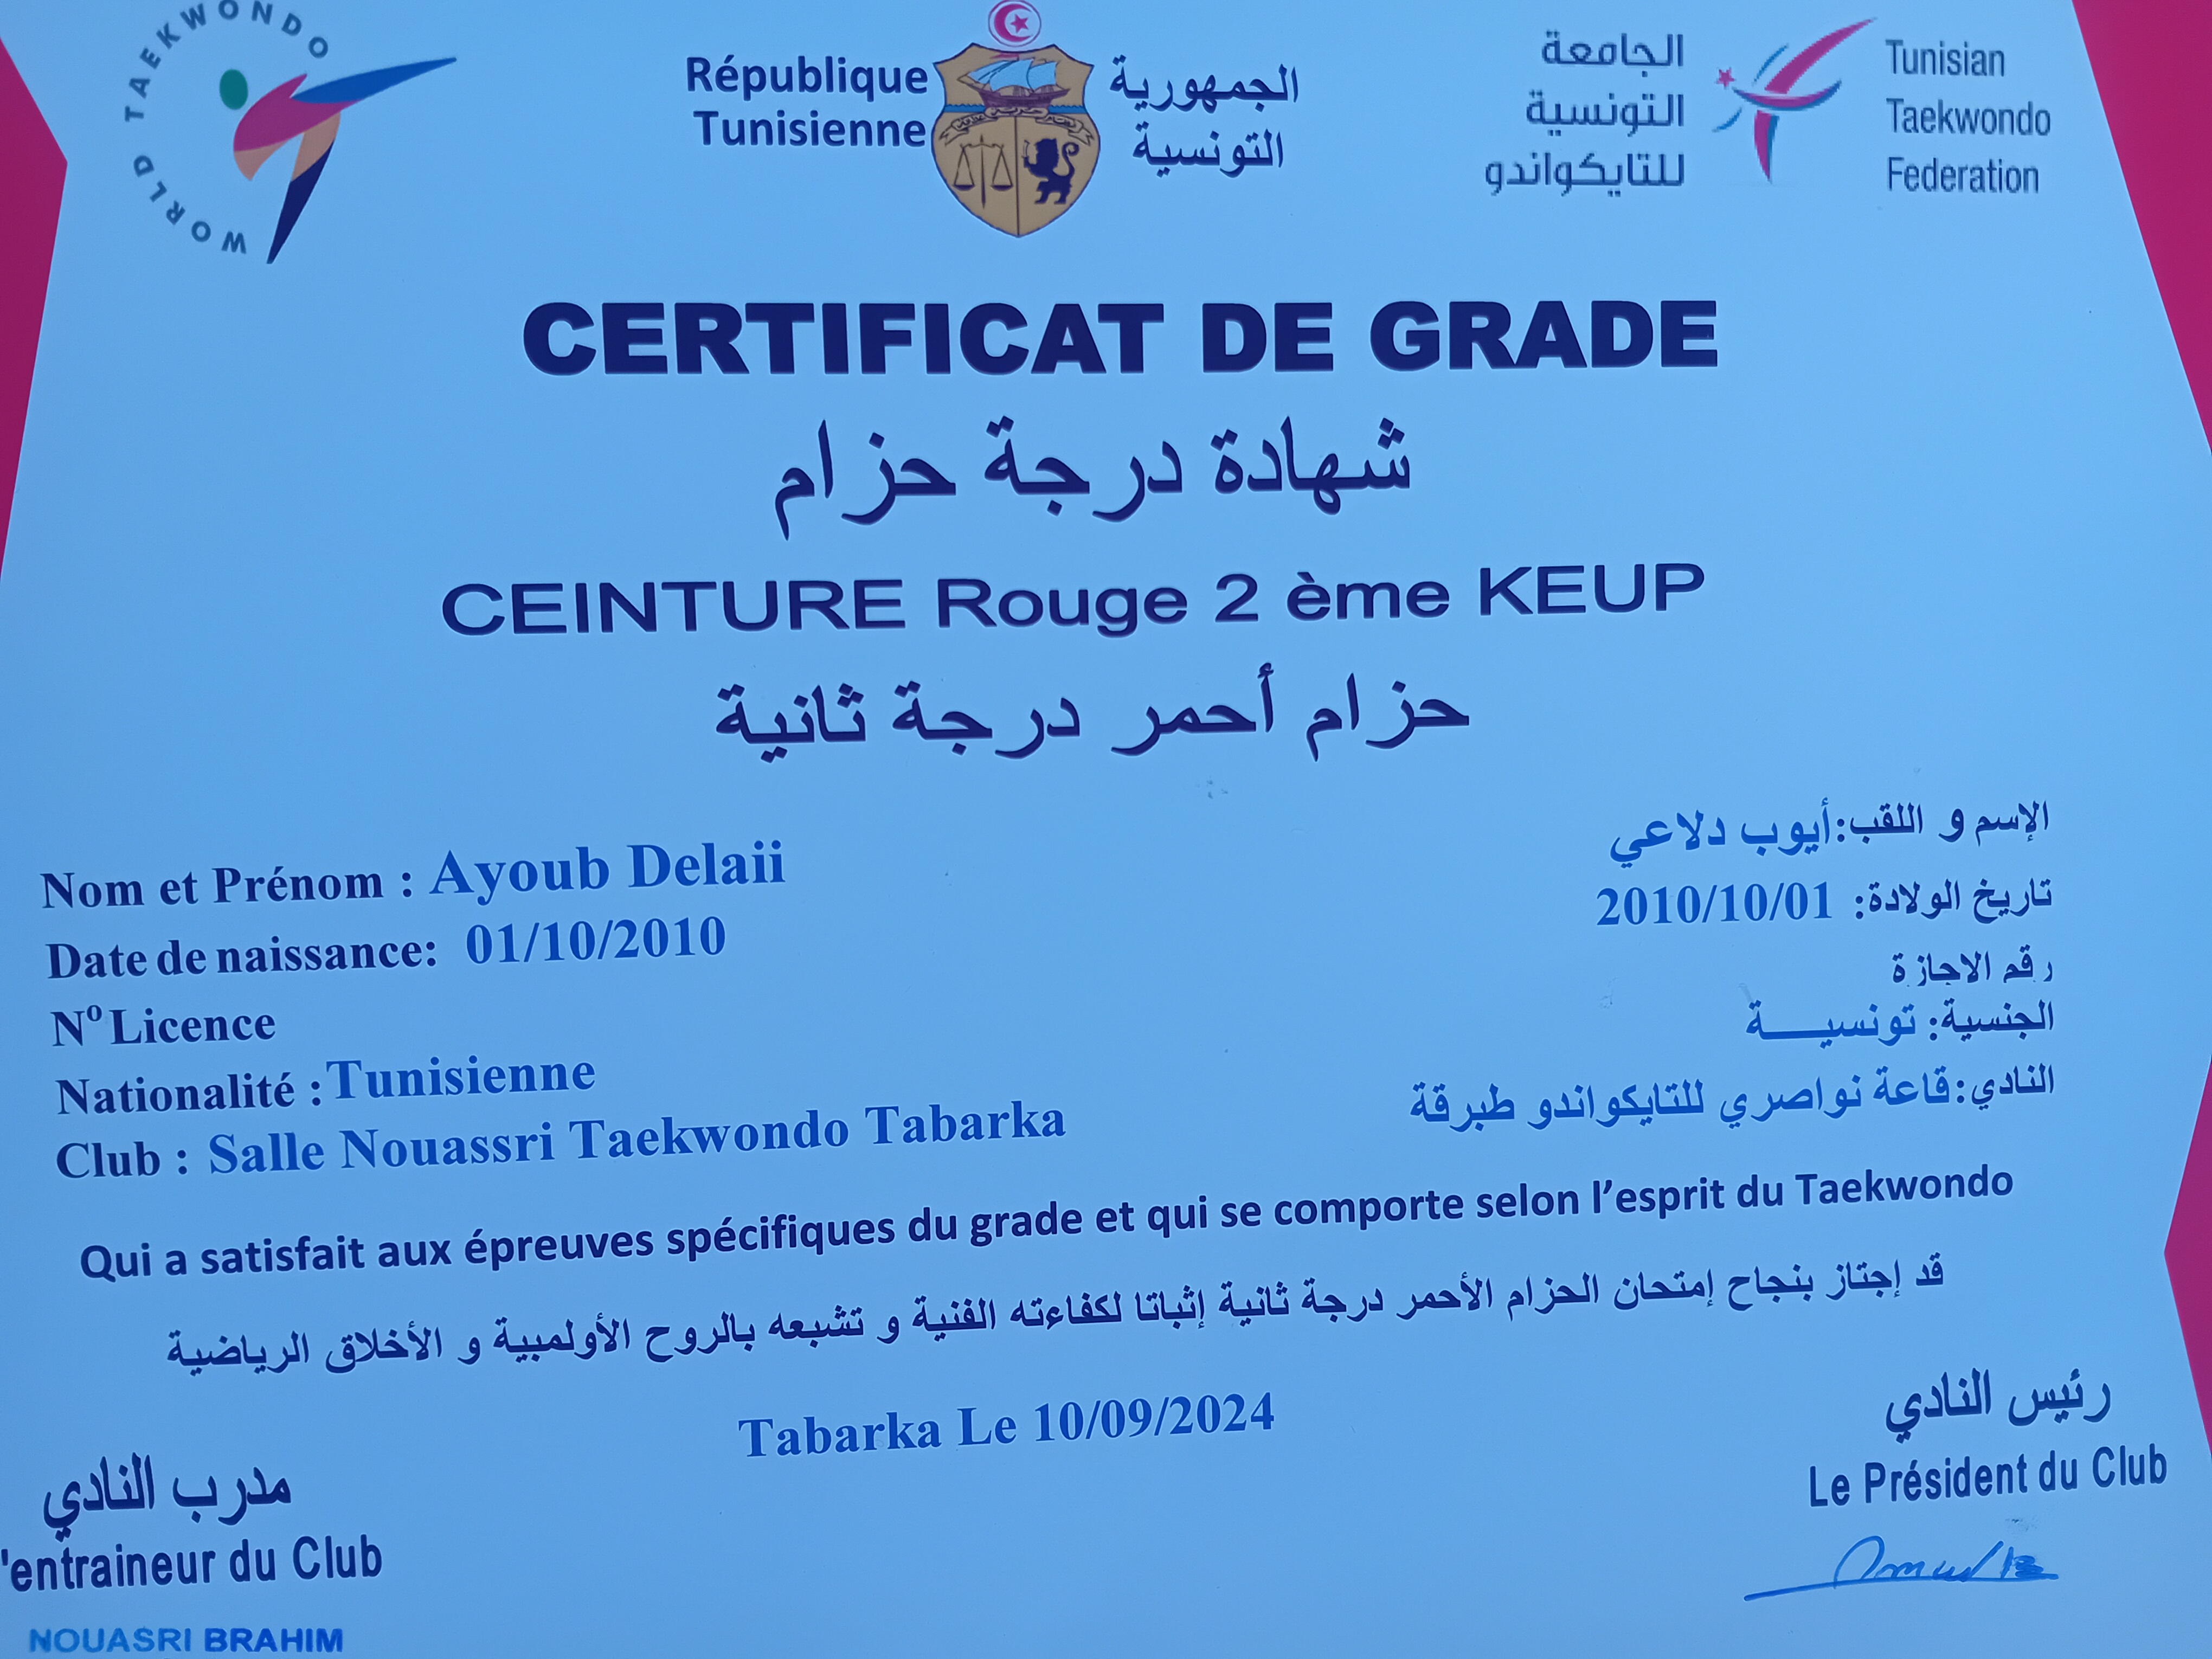 WORLD TAEKWONDO
République
Tunisienne
الجمهورية
التونسية
الجامعة
التونسية
للتايكواندو
Tunisian
Taekwondo
Federation
CERTIFICAT DE GRADE
شهادة درجة حزام
CEINTURE Rouge 2 ème KEUP
حزام أحمر درجة ثانية
Nom et Prénom : Ayoub Delaii
الإسم و اللقب:أيوب دلاعي
Date de naissance: 01/10/2010
تاريخ الولادة: 2010/10/01
Nº Licence
رقم الاجازة
Nationalité :Tunisienne
الجنسية: تونسيـــة
Club : Salle Nouassri Taekwondo Tabarka
النادي:قاعة نواصري للتايكواندو طبرقة
Qui a satisfait aux épreuves spécifiques du grade et qui se comporte selon l’esprit du Taekwondo
قد إجتاز بنجاح إمتحان الحزام الأحمر درجة ثانية إثباتا لكفاءته الفنية و تشبعه بالروح الأولمبية و الأخلاق الرياضية
Tabarka Le 10/09/2024
مدرب النادي
'entraineur du Club
NOUASRI BRAHIM
رئيس النادي
Le Président du Club